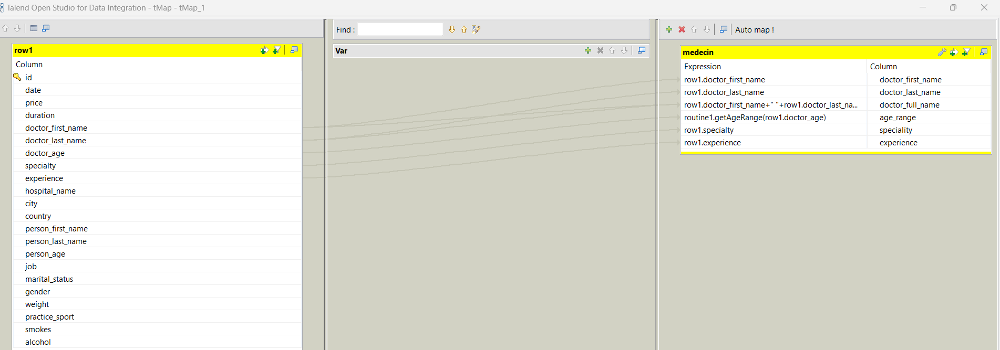 Talend Open Studio for Data Integration - tMap - tMap_1
row1
Column
id
date
price
duration
doctor_first_name
doctor_last_name
doctor_age
specialty
experience
hospital_name
city
country
person_first_name
person_last_name
person_age
job
marital_status
gender
weight
practice_sport
smokes
alcohol
Find :
Var
Auto map !
medecin
Expression Column
row1.doctor_first_name doctor_first_name
row1.doctor_last_name doctor_last_name
row1.doctor_first_name+" "+row1.doctor_last_na... doctor_full_name
routine1.getAgeRange(row1.doctor_age) age_range
row1.specialty speciality
row1.experience experience